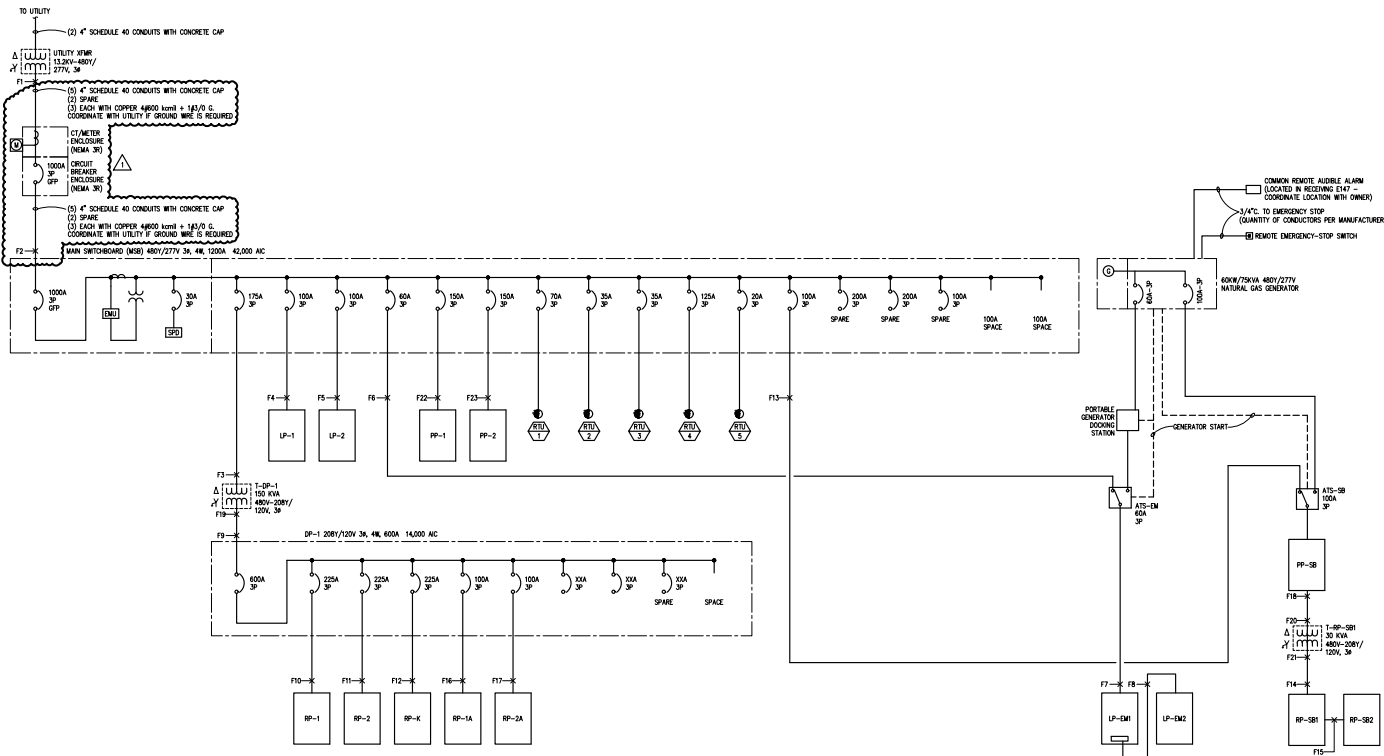 TO UTILITY
(2) 4" SCHEDULE 40 CONDUITS WITH CONCRETE CAP
UTILITY XFMR
13.2KV-480Y/
277V, 3ø
F1
(5) 4" SCHEDULE 40 CONDUITS WITH CONCRETE CAP
(2) SPARE
(3) EACH WITH COPPER 4#600 kcmil + 1#3/0 G.
COORDINATE WITH UTILITY IF GROUND WIRE IS REQUIRED
M
CT/METER
ENCLOSURE
(NEMA 3R)
1000A
3P
GFP
CIRCUIT
BREAKER
ENCLOSURE
(NEMA 3R)
1
(5) 4" SCHEDULE 40 CONDUITS WITH CONCRETE CAP
(2) SPARE
(3) EACH WITH COPPER 4#600 kcmil + 1#3/0 G.
COORDINATE WITH UTILITY IF GROUND WIRE IS REQUIRED
F2
MAIN SWITCHBOARD (MSB) 480Y/277V 3ø, 4W, 1200A 42,000 AIC
1000A
3P
GFP
EMU
30A
3P
SPD
175A
3P
100A
3P
100A
3P
60A
3P
150A
3P
150A
3P
70A
3P
35A
3P
35A
3P
125A
3P
20A
3P
100A
3P
200A
3P
SPARE
200A
3P
SPARE
100A
3P
SPARE
100A
SPACE
100A
SPACE
COMMON REMOTE AUDIBLE ALARM
(LOCATED IN RECEIVING E147 -
COORDINATE LOCATION WITH OWNER)
3/4"C. TO EMERGENCY STOP
(QUANTITY OF CONDUCTORS PER MANUFACTURER
REMOTE EMERGENCY-STOP SWITCH
G
60A-3P
100A-3P
60KW/75KVA 480Y/277V
NATURAL GAS GENERATOR
F4
F5
F6
F22
F23
F13
LP-1
LP-2
PP-1
PP-2
RTU
1
RTU
2
RTU
3
RTU
4
RTU
5
PORTABLE
GENERATOR
DOCKING
STATION
GENERATOR START
F3
T-DP-1
150 KVA
480V-208Y/
120V, 3ø
F19
F9
ATS-EM
60A
3P
ATS-SB
100A
3P
DP-1 208Y/120V 3ø, 4W, 600A 14,000 AIC
600A
3P
225A
3P
225A
3P
225A
3P
100A
3P
100A
3P
XXA
3P
XXA
3P
XXA
3P
SPARE
SPACE
PP-SB
F18
F20
T-RP-SB1
30 KVA
480V-208Y/
120V, 3ø
F21
F10
F11
F12
F16
F17
F7
F8
F14
RP-1
RP-2
RP-K
RP-1A
RP-2A
LP-EM1
LP-EM2
RP-SB1
RP-SB2
F15